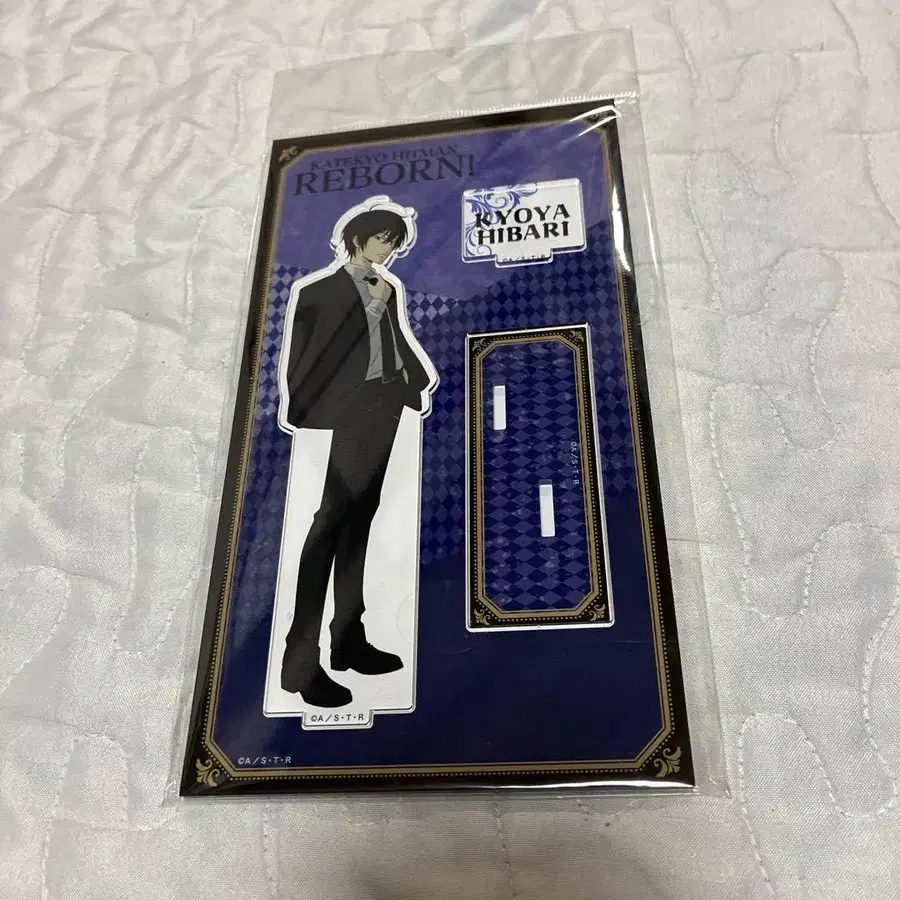 KATEKYO HITMAN
REBORN!
KYOYA
HIBARI
©A/S・T・R
©A/S・T・R
©A/S・T・R
©A/S・T・R